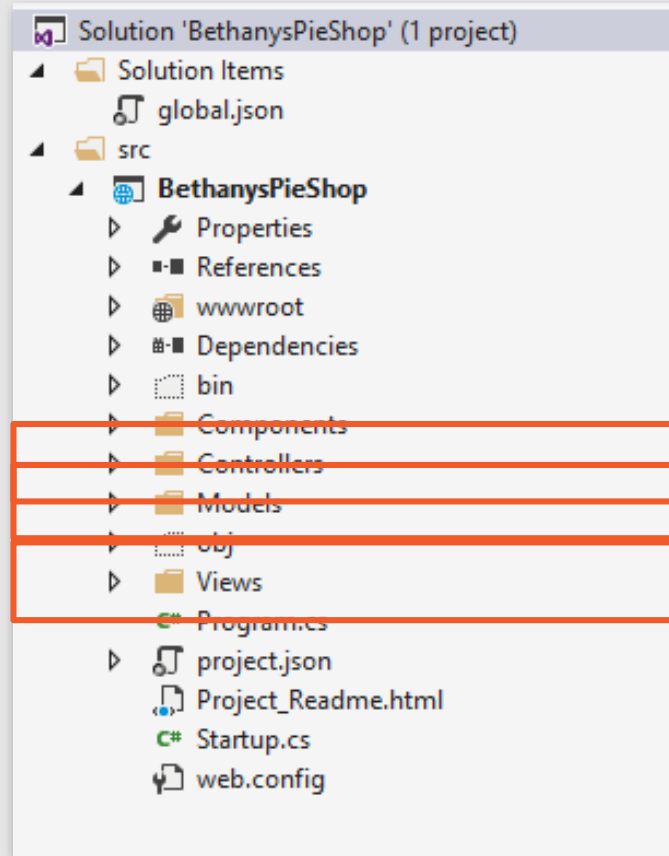 Solution 'BethanysPieShop' (1 project)
Solution Items
global.json
src
BethanysPieShop
Properties
References
wwwroot
Dependencies
bin
Components
Controllers
Models
obj
Views
Program.cs
project.json
Project_Readme.html
Startup.cs
web.config